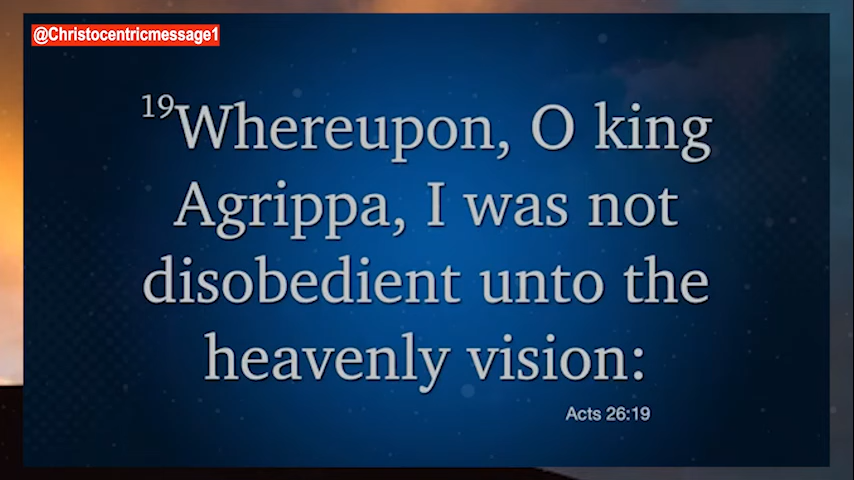 @Christocentricmessage1
19Whereupon, O king
Agrippa, I was not
disobedient unto the
heavenly vision:
Acts 26:19